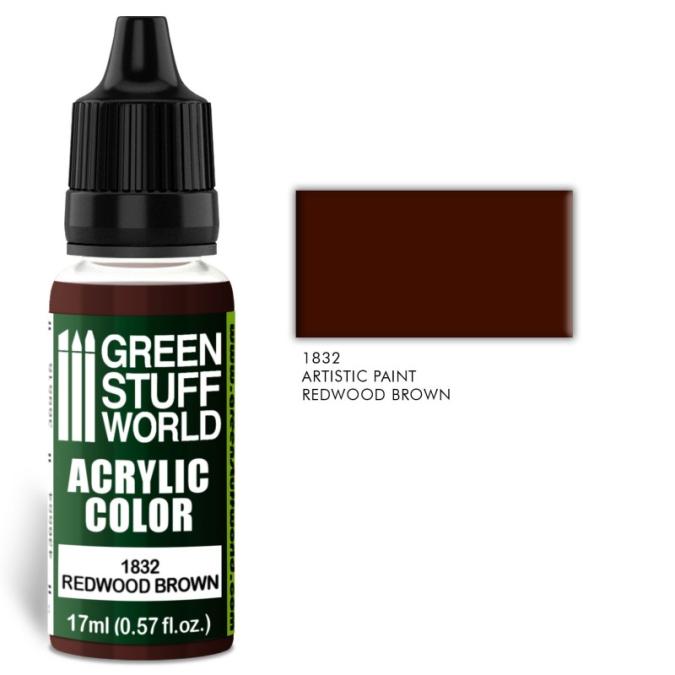 GREEN
STUFF
WORLD
ACRYLIC
COLOR
1832
REDWOOD BROWN
17ml (0.57 fl.oz.)
1832
ARTISTIC PAINT
REDWOOD BROWN